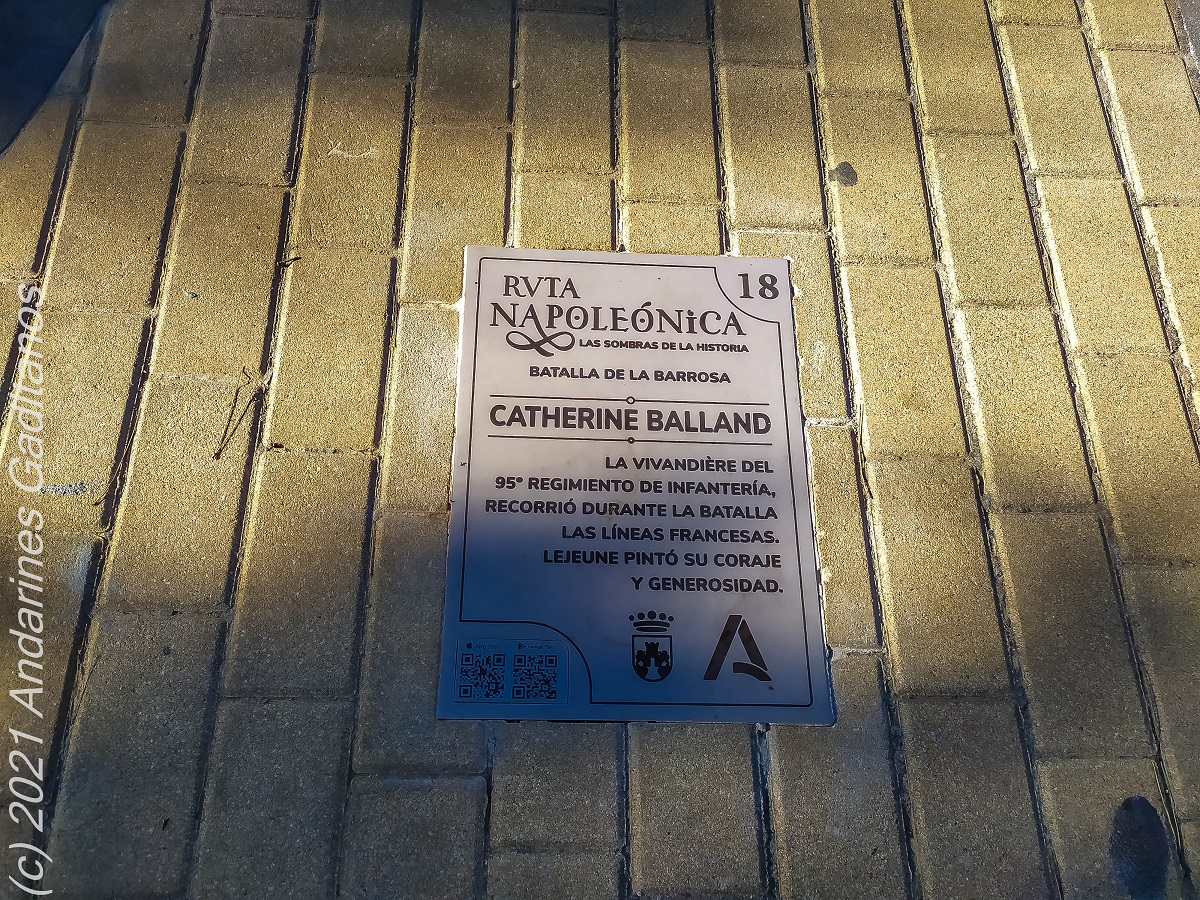 RVTA
18
NAPOLEÓNiCA
LAS SOMBRAS DE LA HISTORIA
BATALLA DE LA BARROSA
CATHERINE BALLAND
LA VIVANDIÈRE DEL
95º REGIMIENTO DE INFANTERÍA,
RECORRIÓ DURANTE LA BATALLA
LAS LÍNEAS FRANCESAS.
LEJEUNE PINTÓ SU CORAJE
Y GENEROSIDAD.
(c) 2021 Andarines Gaditanos